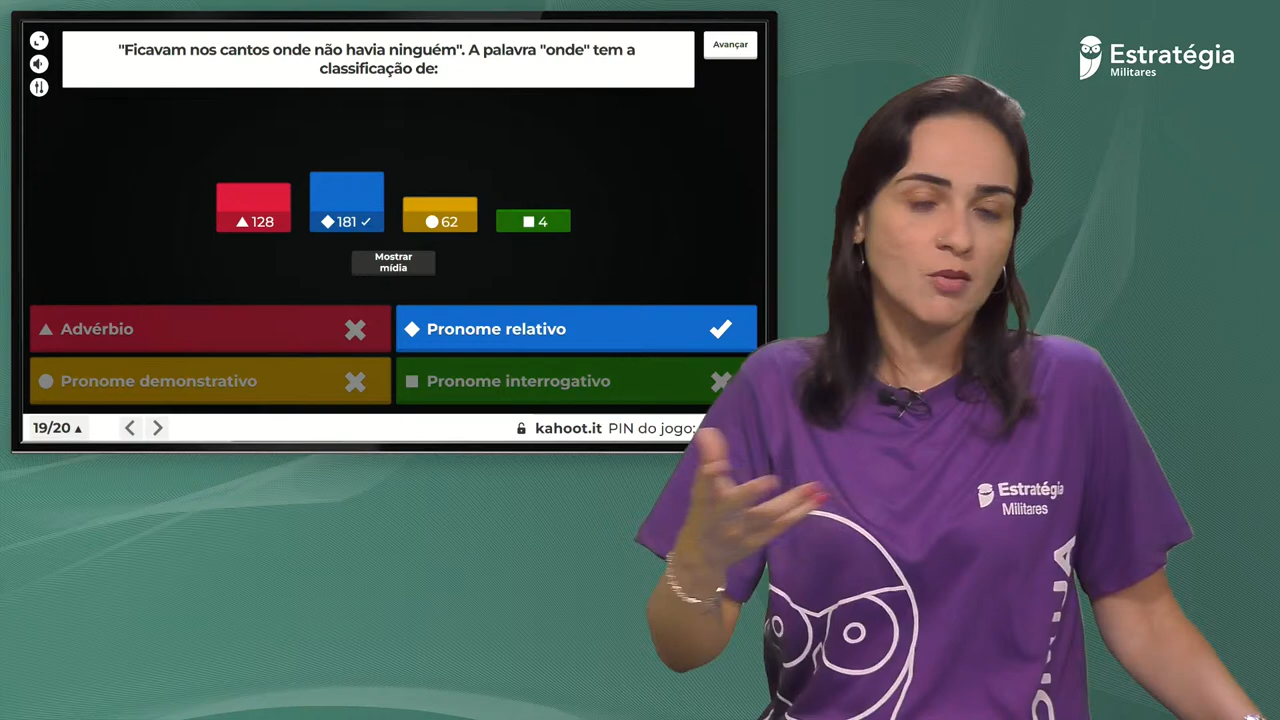 "Ficavam nos cantos onde não havia ninguém". A palavra "onde" tem a
classificação de:
Avançar
Estratégia
Militares
128
181
62
4
Mostrar
mídia
Advérbio
Pronome relativo
Pronome demonstrativo
Pronome interrogativo
19/20
kahoot.it PIN do jogo:
Estratégia
Militares